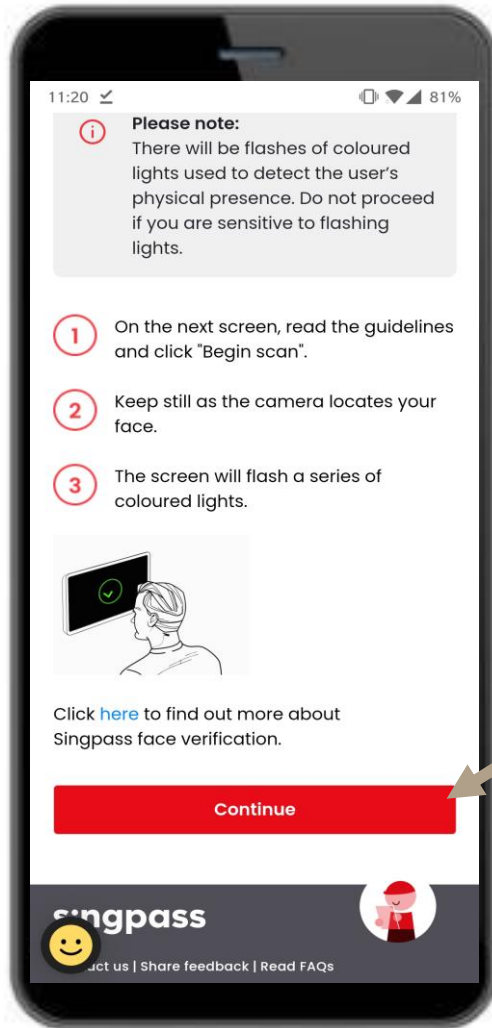 11:20 81%
Please note:
There will be flashes of coloured
lights used to detect the user's
physical presence. Do not proceed
if you are sensitive to flashing
lights.
1 On the next screen, read the guidelines
and click "Begin scan".
2 Keep still as the camera locates your
face.
3 The screen will flash a series of
coloured lights.
Click here to find out more about
Singpass face verification.
Continue
singpass
us | Share feedback | Read FAQs